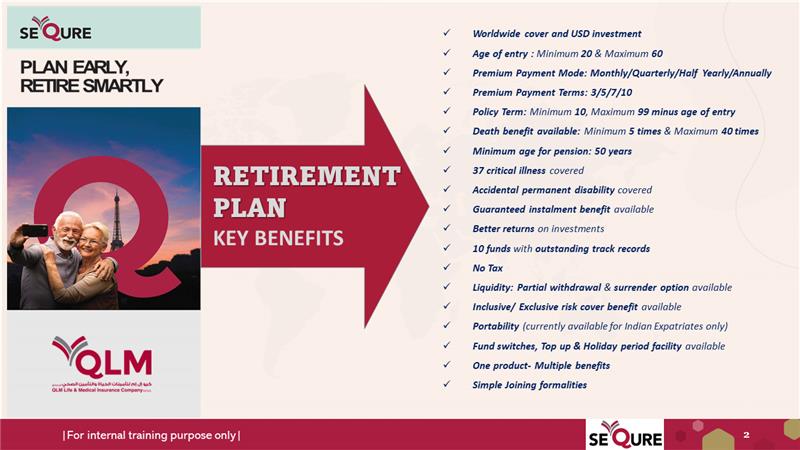 SEQURE
PLAN EARLY,
RETIRE SMARTLY
QLM
كيو إل إم لتأمينات الحياة والتأمين الصحي
QLM Life & Medical Insurance Company
RETIREMENT
PLAN
KEY BENEFITS
✓ Worldwide cover and USD investment
✓ Age of entry : Minimum 20 & Maximum 60
✓ Premium Payment Mode: Monthly/Quarterly/Half Yearly/Annually
✓ Premium Payment Terms: 3/5/7/10
✓ Policy Term: Minimum 10, Maximum 99 minus age of entry
✓ Death benefit available: Minimum 5 times & Maximum 40 times
✓ Minimum age for pension: 50 years
✓ 37 critical illness covered
✓ Accidental permanent disability covered
✓ Guaranteed instalment benefit available
✓ Better returns on investments
✓ 10 funds with outstanding track records
✓ No Tax
✓ Liquidity: Partial withdrawal & surrender option available
✓ Inclusive/ Exclusive risk cover benefit available
✓ Portability (currently available for Indian Expatriates only)
✓ Fund switches, Top up & Holiday period facility available
✓ One product- Multiple benefits
✓ Simple Joining formalities
|For internal training purpose only|
SEQURE
2